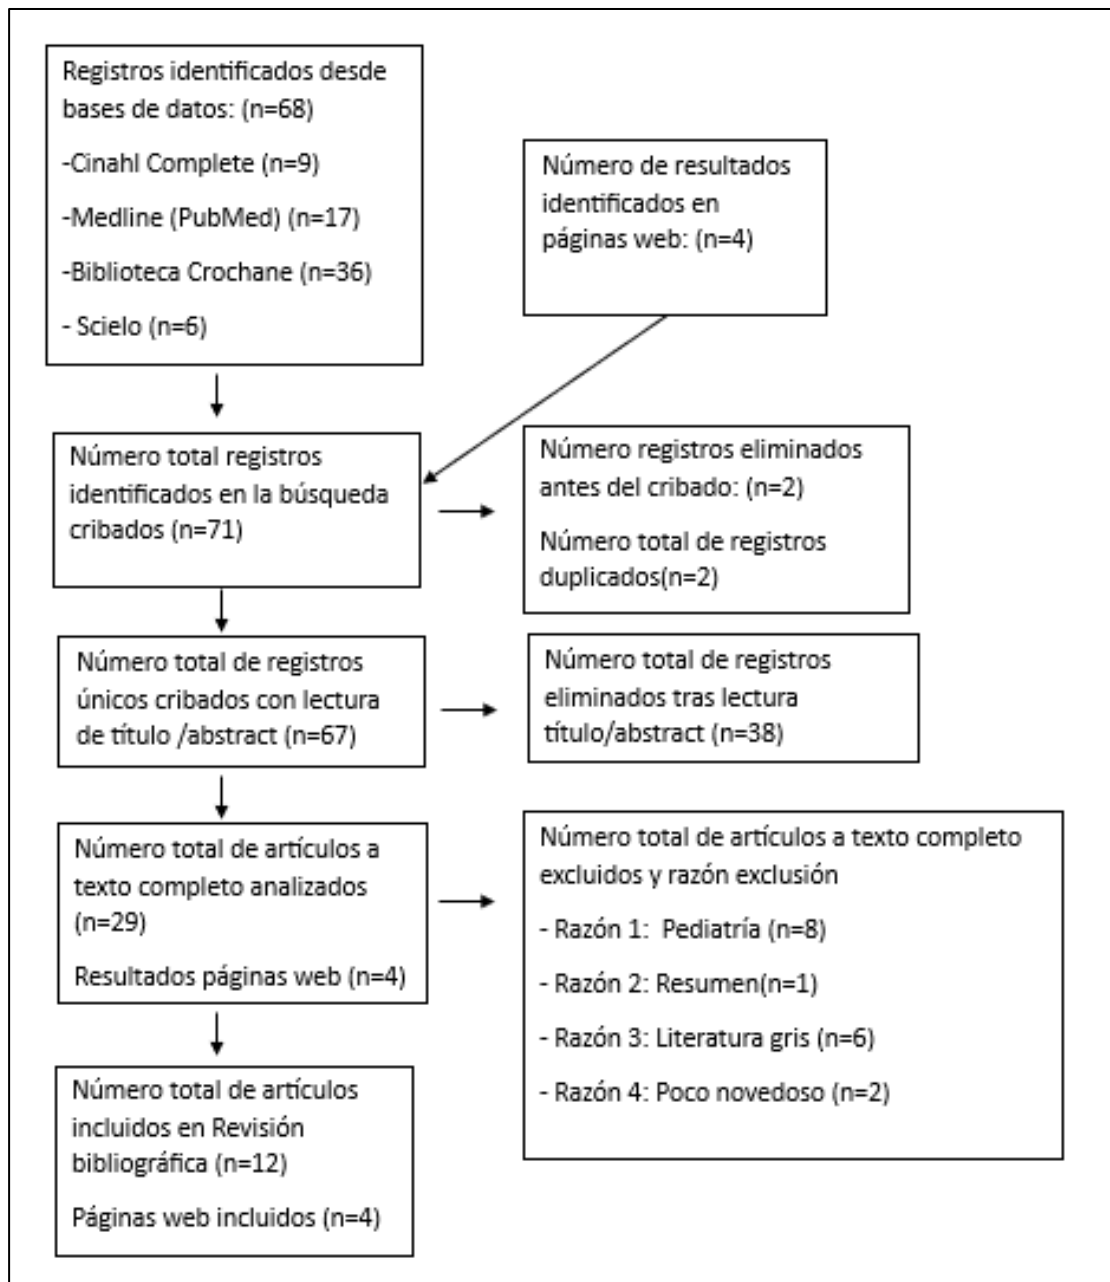 Registros identificados desde
bases de datos: (n=68)
-Cinahl Complete (n=9)
-Medline (PubMed) (n=17)
-Biblioteca Crochane (n=36)
- Scielo (n=6)
Número de resultados
identificados en
páginas web: (n=4)
Número total registros
identificados en la búsqueda
cribados (n=71)
Número registros eliminados
antes del cribado: (n=2)
Número total de registros
duplicados(n=2)
Número total de registros
únicos cribados con lectura
de título /abstract (n=67)
Número total de registros
eliminados tras lectura
título/abstract (n=38)
Número total de artículos a
texto completo analizados
(n=29)
Resultados páginas web (n=4)
Número total de artículos a texto completo
excluidos y razón exclusión
- Razón 1:  Pediatría (n=8)
- Razón 2: Resumen(n=1)
- Razón 3: Literatura gris (n=6)
- Razón 4: Poco novedoso (n=2)
Número total de artículos
incluidos en Revisión
bibliográfica (n=12)
Páginas web incluidos (n=4)